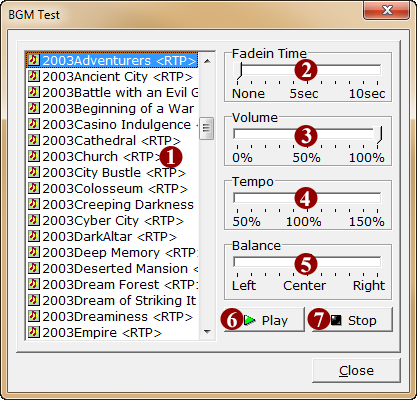 BGM Test
2003Adventurers <RTP>
2003Ancient City <RTP>
2003Battle with an Evil G
2003Beginning of a War
2003Casino Indulgence <
2003Cathedral <RTP>
2003Church <RTP>
1
2003City Bustle <RTP>
2003Colosseum <RTP>
2003Creeping Darkness
2003Cyber City <RTP>
2003DarkAltar <RTP>
2003Deep Memory <RTP>
2003Deserted Mansion <R
2003Dream Forest <RTP>
2003Dream of Striking It
2003Dreaminess <RTP>
2003Empire <RTP>
Fadein Time
2
None 5sec 10sec
Volume
3
0% 50% 100%
Tempo
4
50% 100% 150%
Balance
5
Left Center Right
6 Play 7 Stop
Close